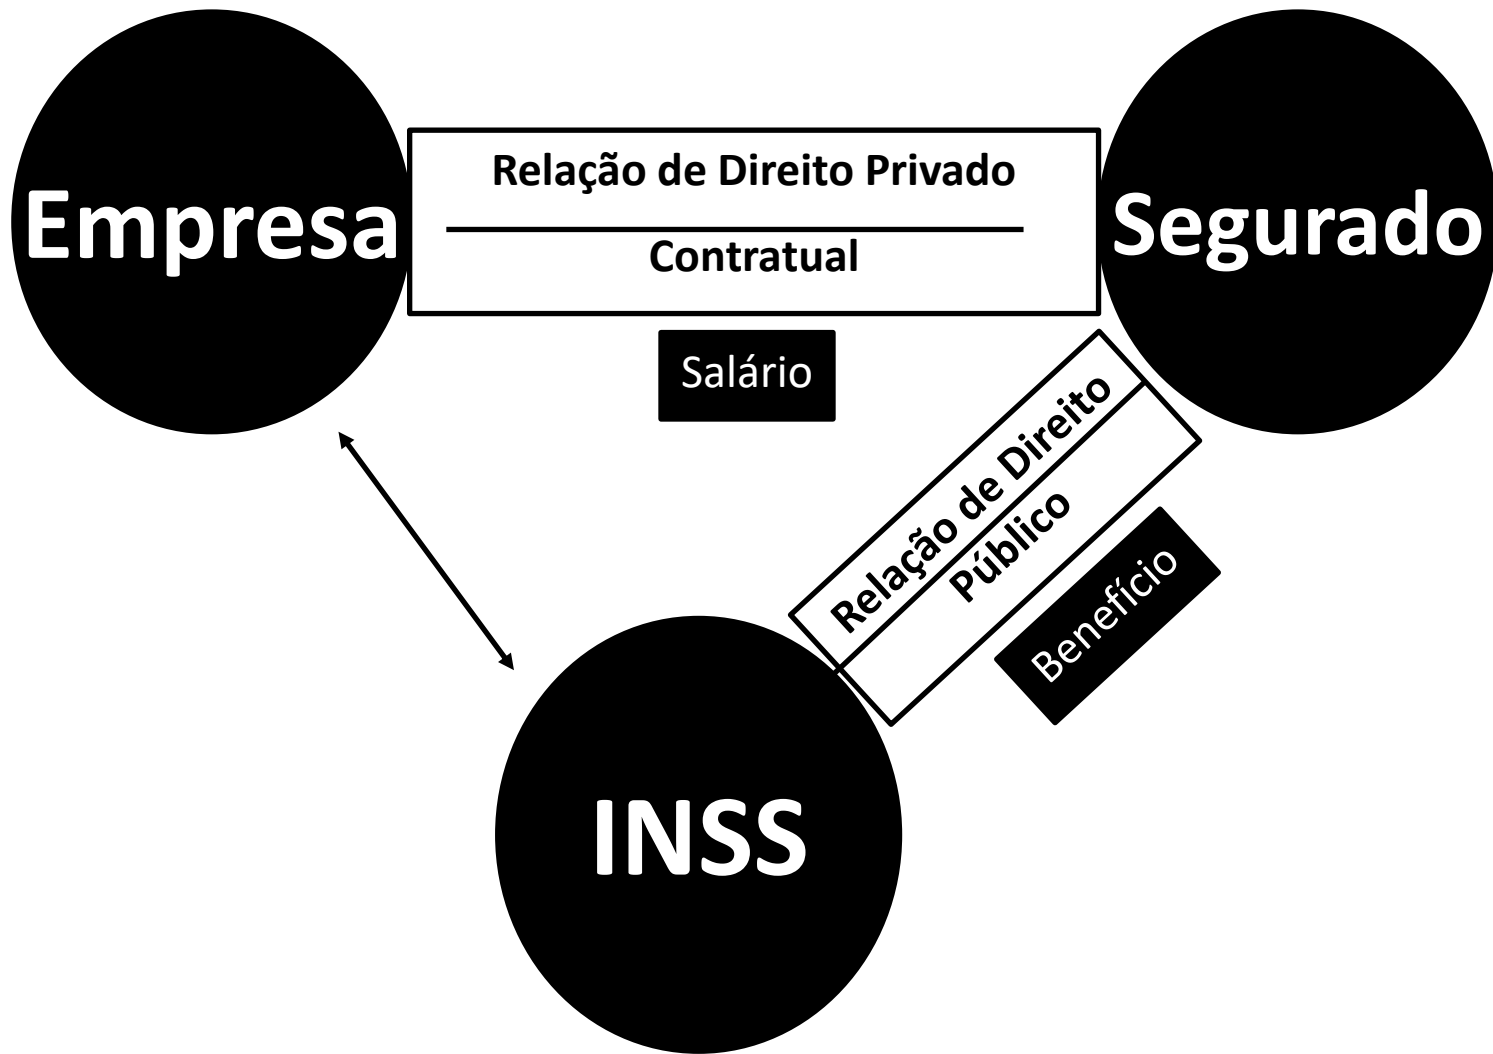 Empresa
Relação de Direito Privado
Contratual
Segurado
Salário
Relação de Direito
Público
Benefício
INSS